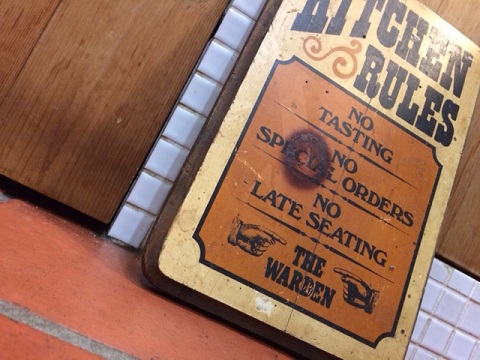 KITCHEN
RULES
NO
TASTING
NO
SPECIAL ORDERS
NO
LATE SEATING
THE
WARDEN